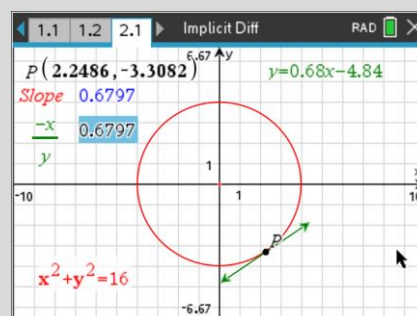 1.1 1.2 2.1 Implicit Diff RAD
6.67 y
P(2.2486,-3.3082) y=0.68x-4.84
Slope 0.6797
-x/y 0.6797
1
x
-10 1 10
P
x²+y²=16
-6.67